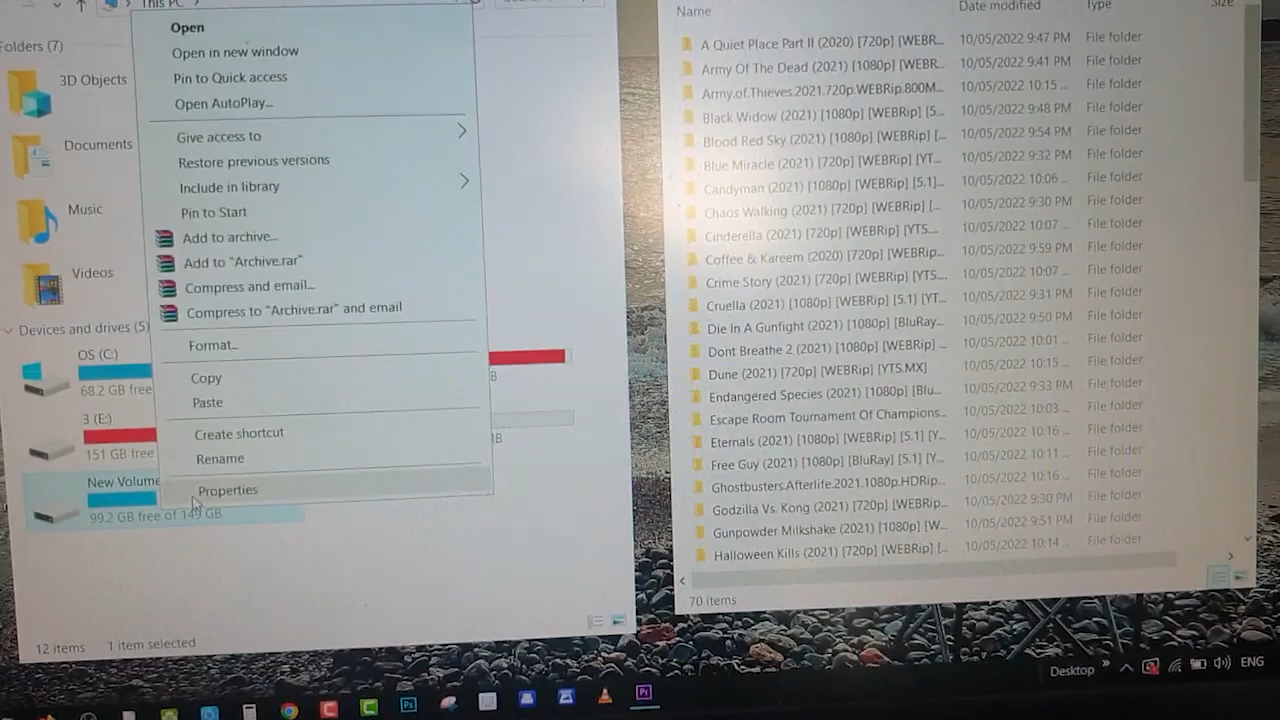 This PC
Folders (7)
3D Objects
Documents
Music
Videos
Devices and drives (5)
OS (C:)
68.2 GB free
3 (E:)
151 GB free
New Volume
99.2 GB free of 149 GB
12 items
1 item selected
Open
Open in new window
Pin to Quick access
Open AutoPlay...
Give access to
Restore previous versions
Include in library
Pin to Start
Add to archive...
Add to "Archive.rar"
Compress and email...
Compress to "Archive.rar" and email
Format...
Copy
Paste
Create shortcut
Rename
Properties
Name Date modified Type Size
A Quiet Place Part II (2020) [720p] [WEBR... 10/05/2022 9:47 PM File folder
Army Of The Dead (2021) [1080p] [WEBR... 10/05/2022 9:41 PM File folder
Army.of.Thieves.2021.720p.WEBRip.800M... 10/05/2022 10:15 ... File folder
Black Widow (2021) [1080p] [WEBRip] [5... 10/05/2022 9:48 PM File folder
Blood Red Sky (2021) [1080p] [WEBRip] [... 10/05/2022 9:54 PM File folder
Blue Miracle (2021) [720p] [WEBRip] [YT... 10/05/2022 9:32 PM File folder
Candyman (2021) [1080p] [WEBRip] [5.1]... 10/05/2022 10:06 ... File folder
Chaos Walking (2021) [720p] [WEBRip] [... 10/05/2022 9:30 PM File folder
Cinderella (2021) [720p] [WEBRip] [YTS.... 10/05/2022 10:07 ... File folder
Coffee & Kareem (2020) [720p] [WEBRip... 10/05/2022 9:59 PM File folder
Crime Story (2021) [720p] [WEBRip] [YTS... 10/05/2022 10:07 ... File folder
Cruella (2021) [1080p] [WEBRip] [5.1] [YT... 10/05/2022 9:31 PM File folder
Die In A Gunfight (2021) [1080p] [BluRay... 10/05/2022 9:50 PM File folder
Dont Breathe 2 (2021) [1080p] [WEBRip] ... 10/05/2022 10:01 ... File folder
Dune (2021) [720p] [WEBRip] [YTS.MX] 10/05/2022 10:15 ... File folder
Endangered Species (2021) [1080p] [Blu... 10/05/2022 9:33 PM File folder
Escape Room Tournament Of Champions... 10/05/2022 10:03 ... File folder
Eternals (2021) [1080p] [WEBRip] [5.1] [Y... 10/05/2022 10:16 ... File folder
Free Guy (2021) [1080p] [BluRay] [5.1] [Y... 10/05/2022 10:11 ... File folder
Ghostbusters.Afterlife.2021.1080p.HDRip... 10/05/2022 10:16 ... File folder
Godzilla Vs. Kong (2021) [720p] [WEBRip... 10/05/2022 9:30 PM File folder
Gunpowder Milkshake (2021) [1080p] [W... 10/05/2022 9:51 PM File folder
Halloween Kills (2021) [720p] [WEBRip] [... 10/05/2022 10:14 ... File folder
70 items
Desktop
ENG
Ps
Pr